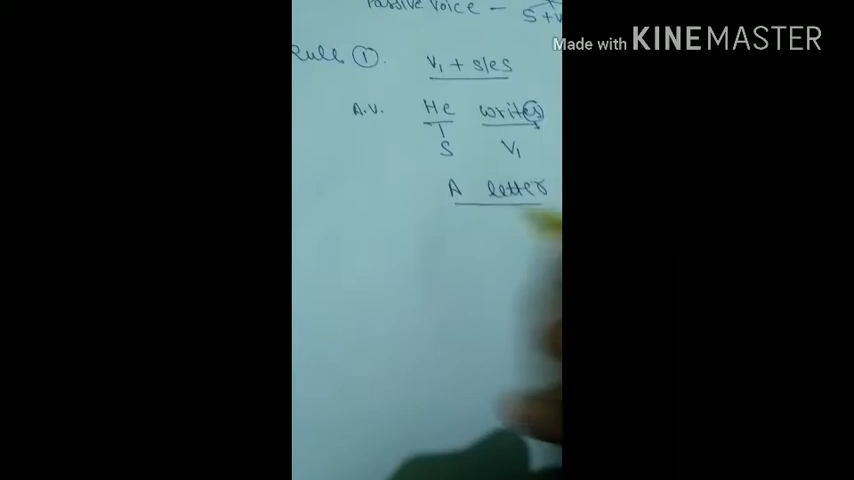 Passive Voice – S + V
Made with KINEMASTER
Rule ①. V₁ + s/es
A.V. He writes
S V₁
A letter